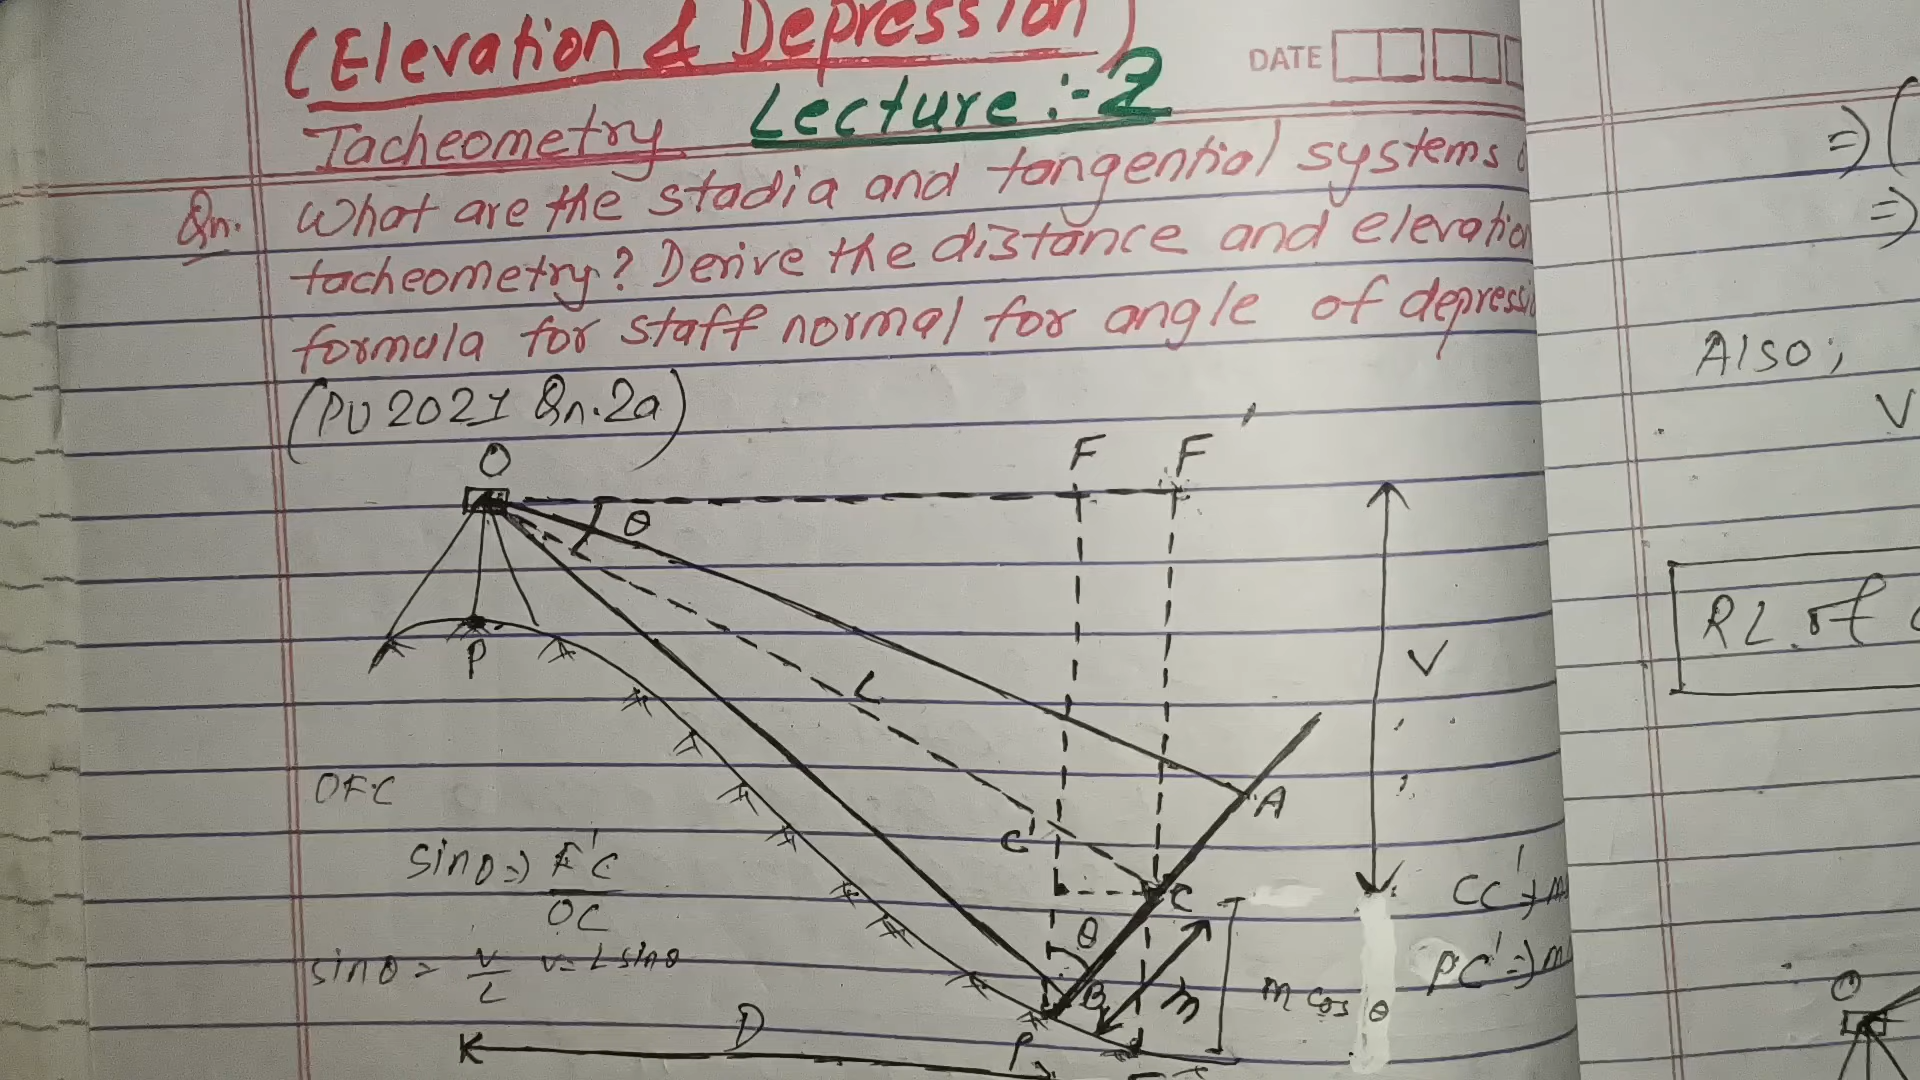 (Elevation & Depression)
DATE
Tacheometry Lecture:-2
Qn. What are the stadia and tangential systems
tacheometry? Derive the distance and elevation
formula for staff normal for angle of depression
(PU 2021 Qn.2a)
O
F F'
θ
P
L
V
OFC
A
C'
C
sinθ => F'C
OC
θ
sinθ = V/L V= L sinθ
B
m
m cos θ
CC' =>
PC' => m
D
P
=> (
=>
Also;
V
RL of
O